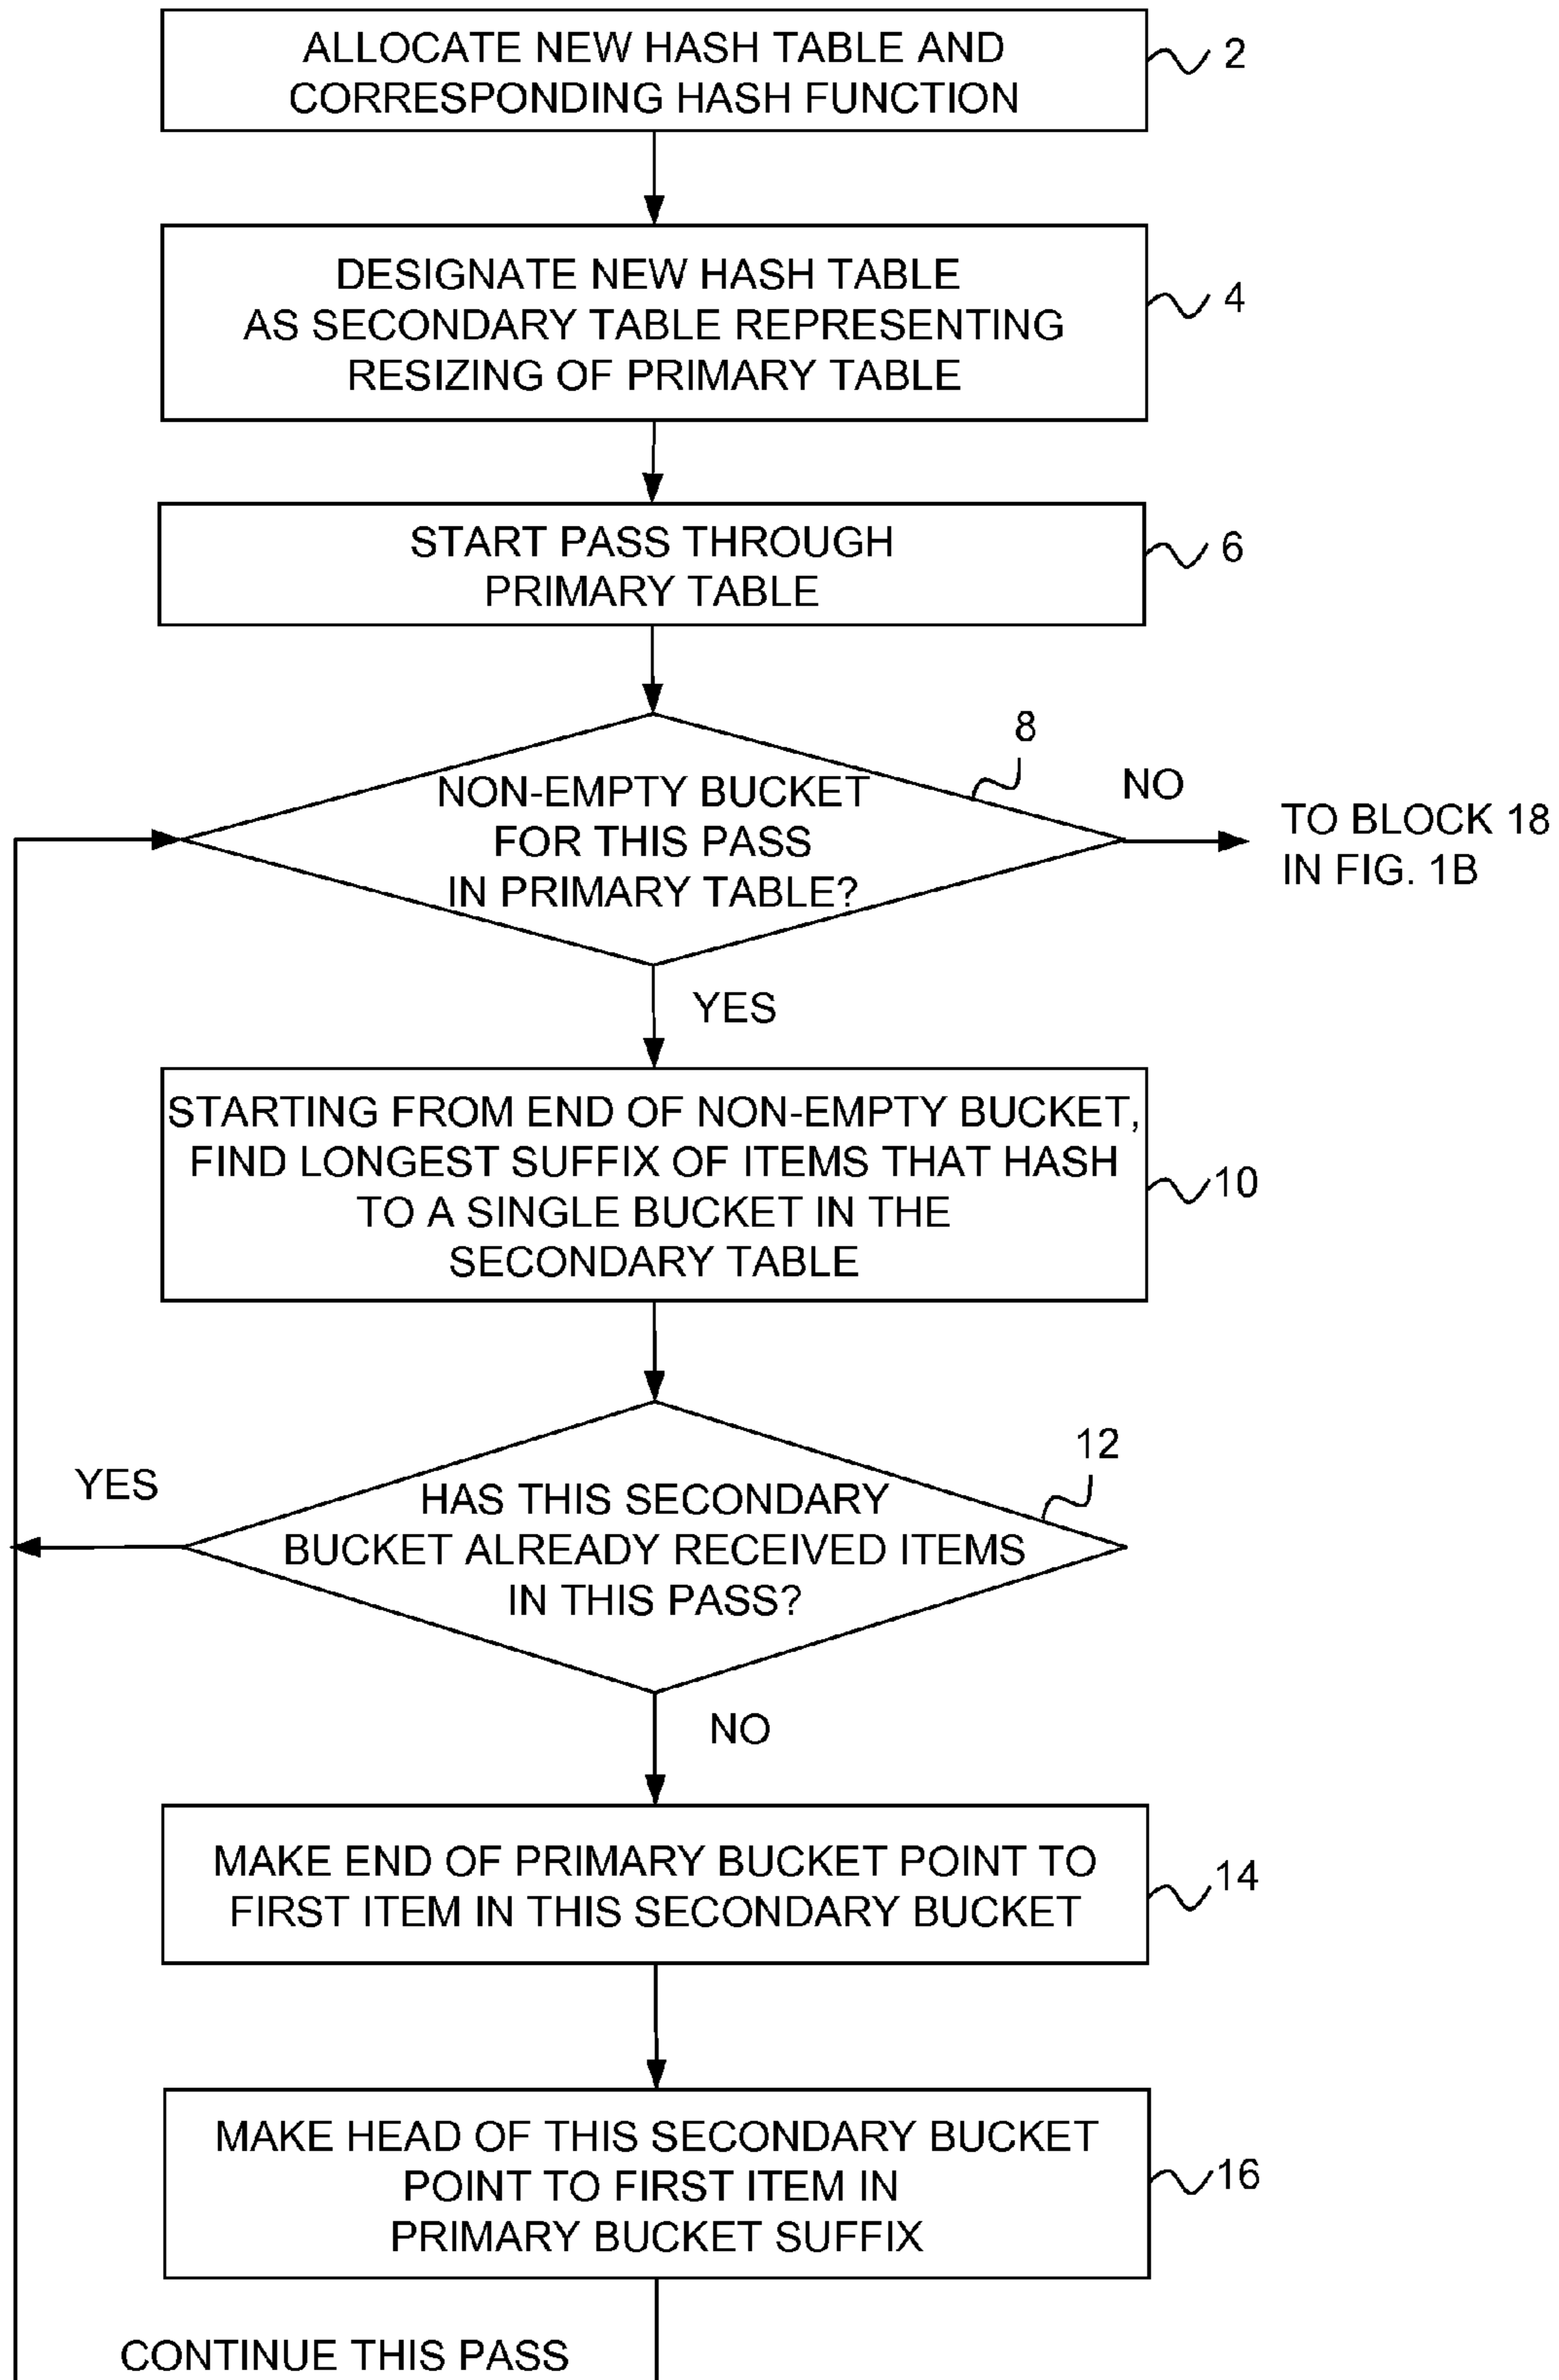 ALLOCATE NEW HASH TABLE AND
CORRESPONDING HASH FUNCTION
2
DESIGNATE NEW HASH TABLE
AS SECONDARY TABLE REPRESENTING
RESIZING OF PRIMARY TABLE
4
START PASS THROUGH
PRIMARY TABLE
6
8
NON-EMPTY BUCKET
FOR THIS PASS
IN PRIMARY TABLE?
NO
TO BLOCK 18
IN FIG. 1B
YES
STARTING FROM END OF NON-EMPTY BUCKET,
FIND LONGEST SUFFIX OF ITEMS THAT HASH
TO A SINGLE BUCKET IN THE
SECONDARY TABLE
10
12
YES
HAS THIS SECONDARY
BUCKET ALREADY RECEIVED ITEMS
IN THIS PASS?
NO
MAKE END OF PRIMARY BUCKET POINT TO
FIRST ITEM IN THIS SECONDARY BUCKET
14
MAKE HEAD OF THIS SECONDARY BUCKET
POINT TO FIRST ITEM IN
PRIMARY BUCKET SUFFIX
16
CONTINUE THIS PASS